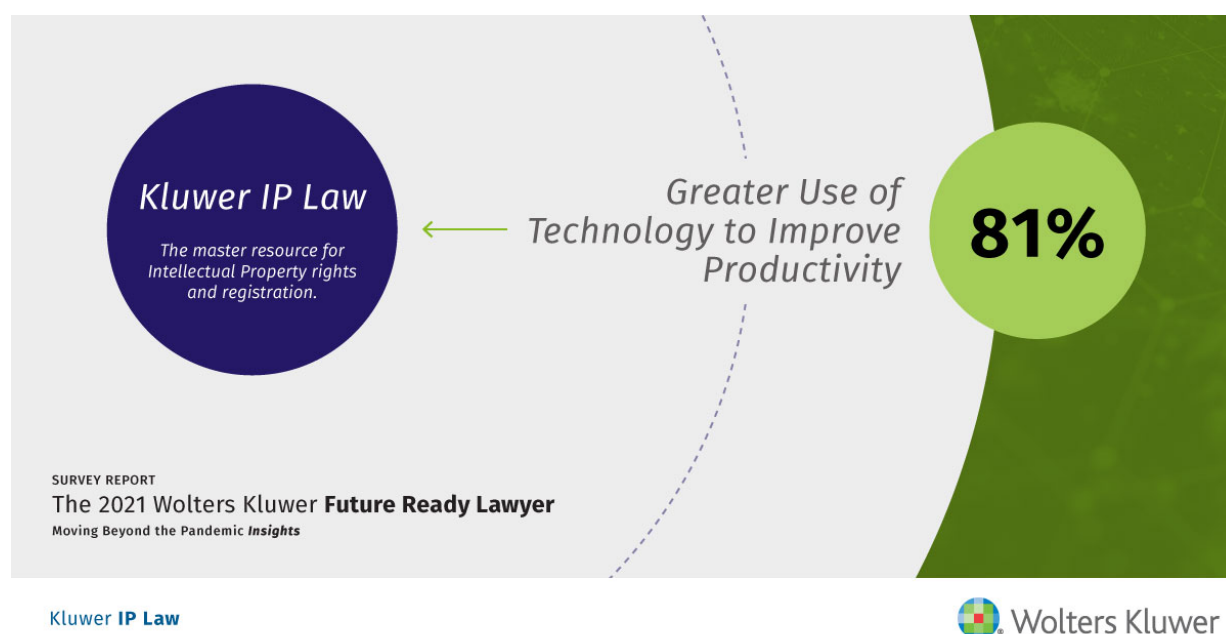 Kluwer IP Law
The master resource for
Intellectual Property rights
and registration.
Greater Use of
Technology to Improve
Productivity
81%
SURVEY REPORT
The 2021 Wolters Kluwer Future Ready Lawyer
Moving Beyond the Pandemic Insights
Kluwer IP Law
Wolters Kluwer